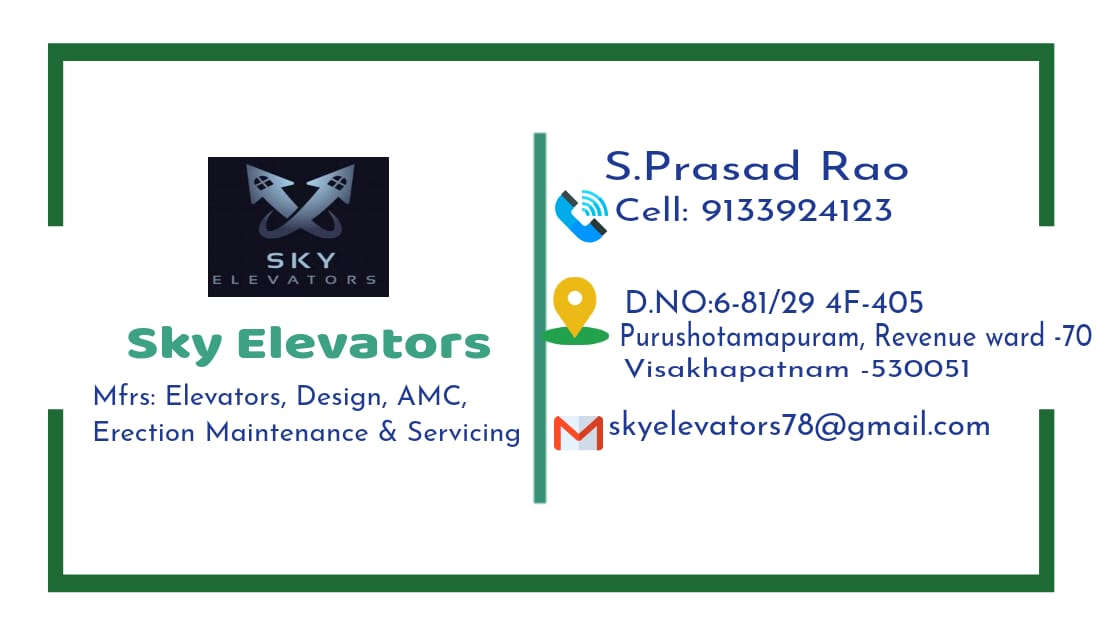 SKY
ELEVATORS
Sky Elevators
Mfrs: Elevators, Design, AMC,
Erection Maintenance & Servicing
S.Prasad Rao
Cell: 9133924123
D.NO:6-81/29 4F-405
Purushotamapuram, Revenue ward -70
Visakhapatnam -530051
skyelevators78@gmail.com